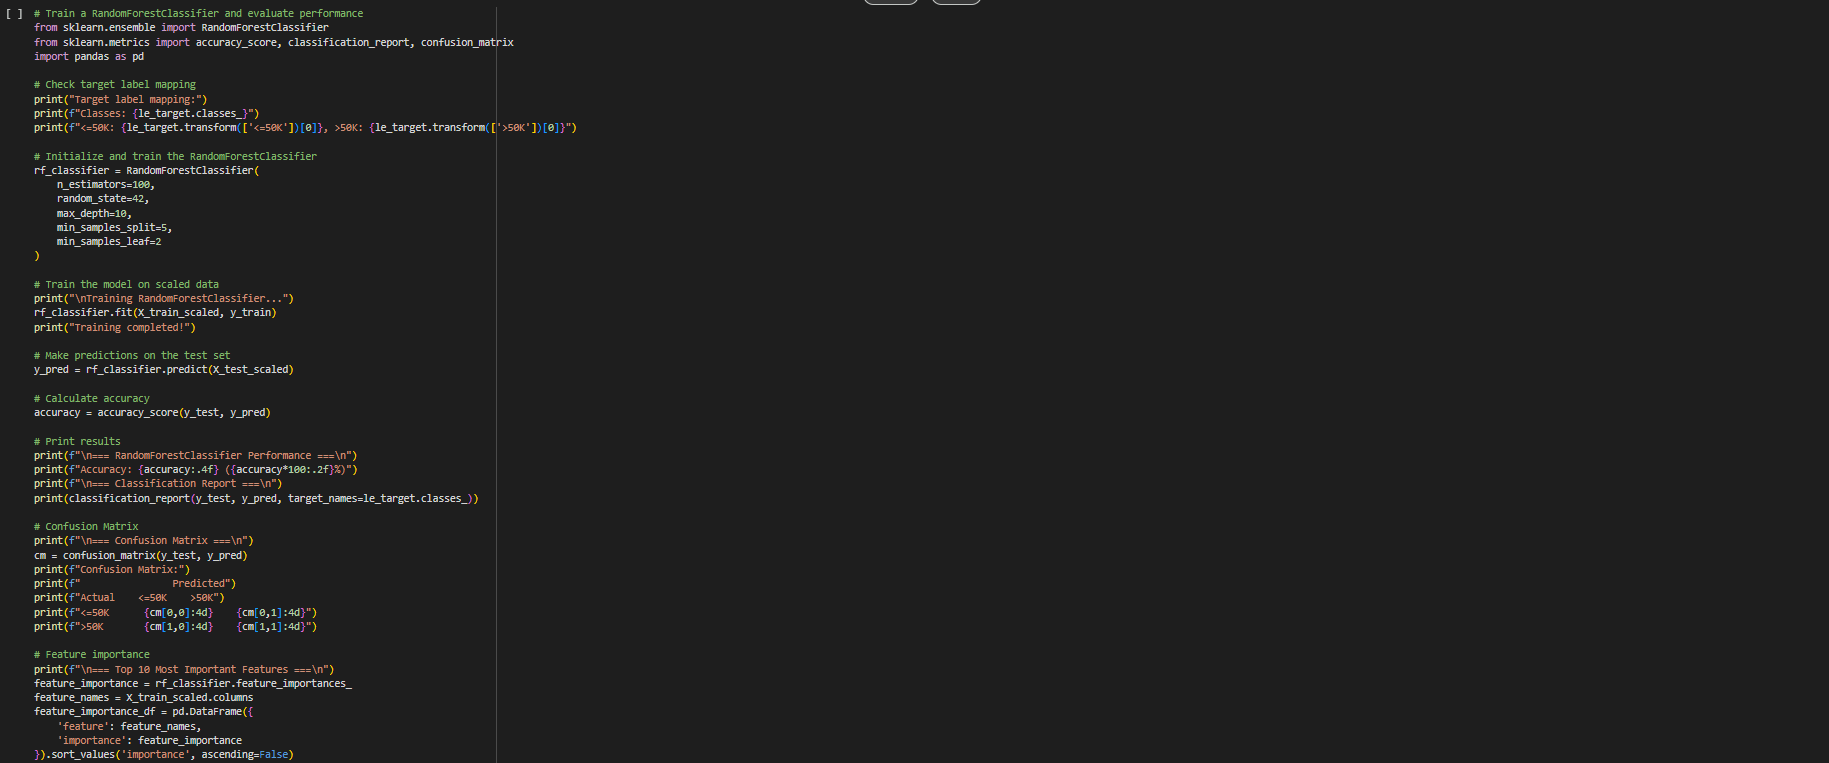 [ ] # Train a RandomForestClassifier and evaluate performance
from sklearn.ensemble import RandomForestClassifier
from sklearn.metrics import accuracy_score, classification_report, confusion_matrix
import pandas as pd

# Check target label mapping
print("Target label mapping:")
print(f"Classes: {le_target.classes_}")
print(f"<=50K: {le_target.transform(['<=50K'])[0]}, >50K: {le_target.transform(['>50K'])[0]}")

# Initialize and train the RandomForestClassifier
rf_classifier = RandomForestClassifier(
    n_estimators=100,
    random_state=42,
    max_depth=10,
    min_samples_split=5,
    min_samples_leaf=2
)

# Train the model on scaled data
print("\nTraining RandomForestClassifier...")
rf_classifier.fit(X_train_scaled, y_train)
print("Training completed!")

# Make predictions on the test set
y_pred = rf_classifier.predict(X_test_scaled)

# Calculate accuracy
accuracy = accuracy_score(y_test, y_pred)

# Print results
print(f"\n=== RandomForestClassifier Performance ===\n")
print(f"Accuracy: {accuracy:.4f} ({accuracy*100:.2f}%)")
print(f"\n=== Classification Report ===\n")
print(classification_report(y_test, y_pred, target_names=le_target.classes_))

# Confusion Matrix
print(f"\n=== Confusion Matrix ===\n")
cm = confusion_matrix(y_test, y_pred)
print(f"Confusion Matrix:")
print(f"                Predicted")
print(f"Actual    <=50K    >50K")
print(f"<=50K      {cm[0,0]:4d}    {cm[0,1]:4d}")
print(f">50K       {cm[1,0]:4d}    {cm[1,1]:4d}")

# Feature importance
print(f"\n=== Top 10 Most Important Features ===\n")
feature_importance = rf_classifier.feature_importances_
feature_names = X_train_scaled.columns
feature_importance_df = pd.DataFrame({
    'feature': feature_names,
    'importance': feature_importance
}).sort_values('importance', ascending=False)